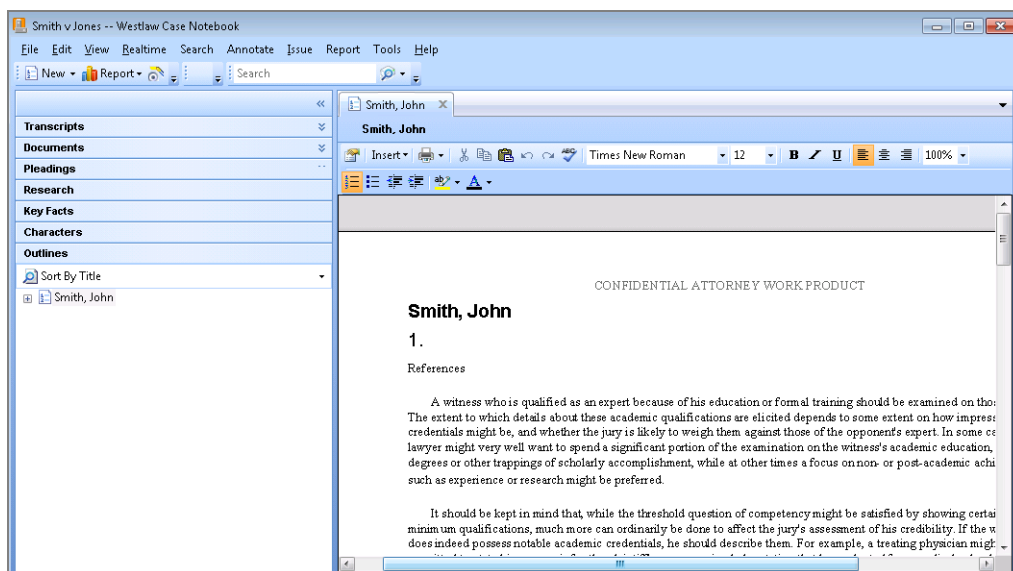 Smith v Jones -- Westlaw Case Notebook
File Edit View Realtime Search Annotate Issue Report Tools Help
New Report Search
Smith, John
Transcripts
Documents
Pleadings
Research
Key Facts
Characters
Outlines
Sort By Title
Smith, John
Smith, John
Insert Times New Roman 12 B I U 100%
CONFIDENTIAL ATTORNEY WORK PRODUCT
Smith, John
1.
References
A witness who is qualified as an expert because of his education or formal training should be examined on
The extent to which details about these academic qualifications are elicited depends to some extent on how
credentials might be, and whether the jury is likely to weigh them against those of the opponent's expert. In some
lawyer might very well want to spend a significant portion of the examination on the witness's academic education,
degrees or other trappings of scholarly accomplishment, while at other times a focus on non- or post-academic
such as experience or research might be preferred.
It should be kept in mind that, while the threshold question of competency might be satisfied by showing
minimum qualifications, much more can ordinarily be done to affect the jury's assessment of his credibility. If the
does indeed possess notable academic credentials, he should describe them. For example, a treating physician